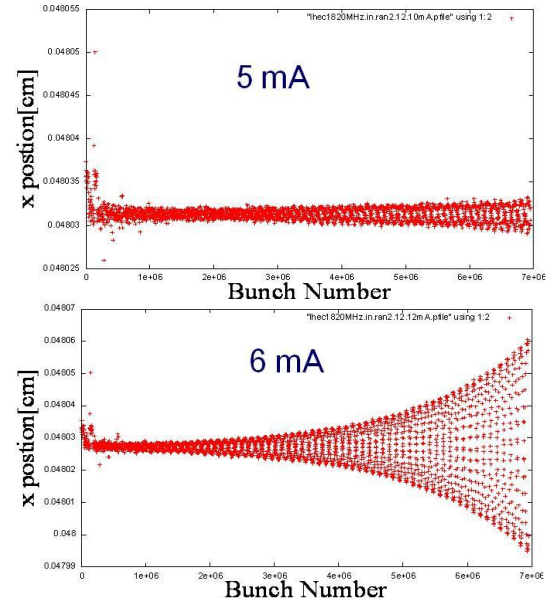 "lhec1820MHz.in.ran2.12.10mA.pfile" using 1:2
5 mA
x postion[cm]
0.048055
0.04805
0.048045
0.04804
0.048035
0.04803
0.048025
0 1e+06 2e+06 3e+06 4e+06 5e+06 6e+06 7e+06
Bunch Number
"lhec1820MHz.in.ran2.12.12mA.pfile" using 1:2
6 mA
x postion[cm]
0.04807
0.04806
0.04805
0.04804
0.04803
0.04802
0.04801
0.048
0.04799
0 1e+06 2e+06 3e+06 4e+06 5e+06 6e+06 7e+06
Bunch Number